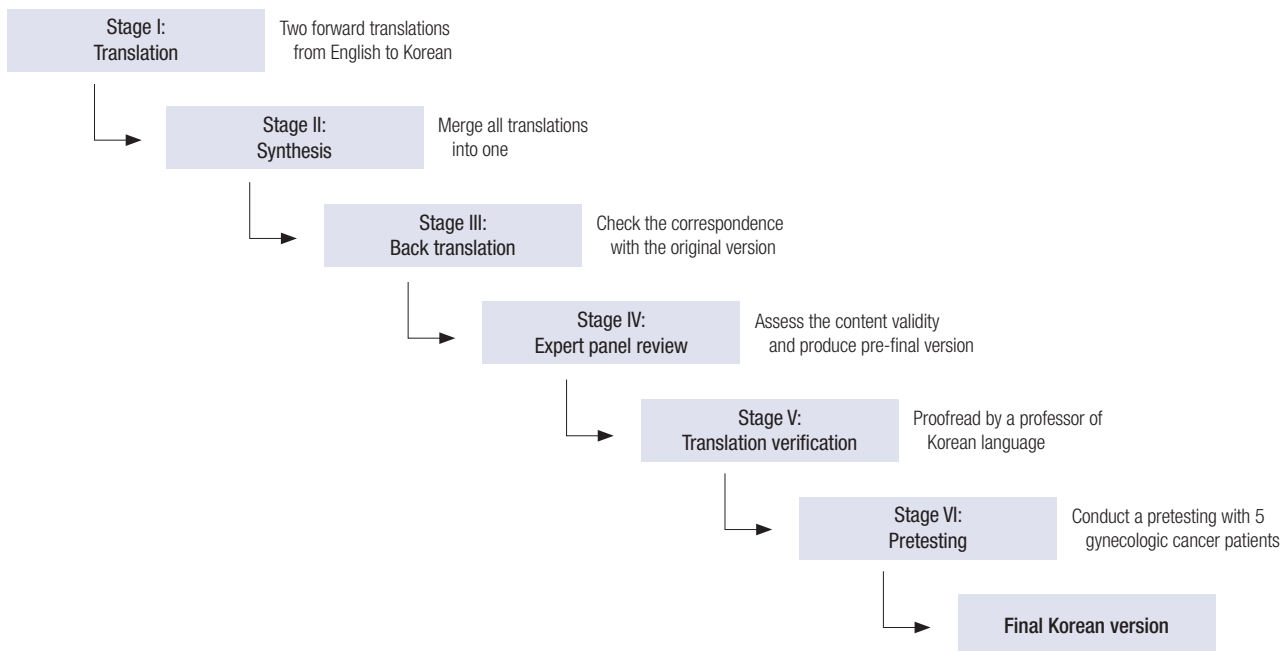 Stage I:
Translation
Two forward translations
from English to Korean
Stage II:
Synthesis
Merge all translations
into one
Stage III:
Back translation
Check the correspondence
with the original version
Stage IV:
Expert panel review
Assess the content validity
and produce pre-final version
Stage V:
Translation verification
Proofread by a professor of
Korean language
Stage VI:
Pretesting
Conduct a pretesting with 5
gynecologic cancer patients
Final Korean version